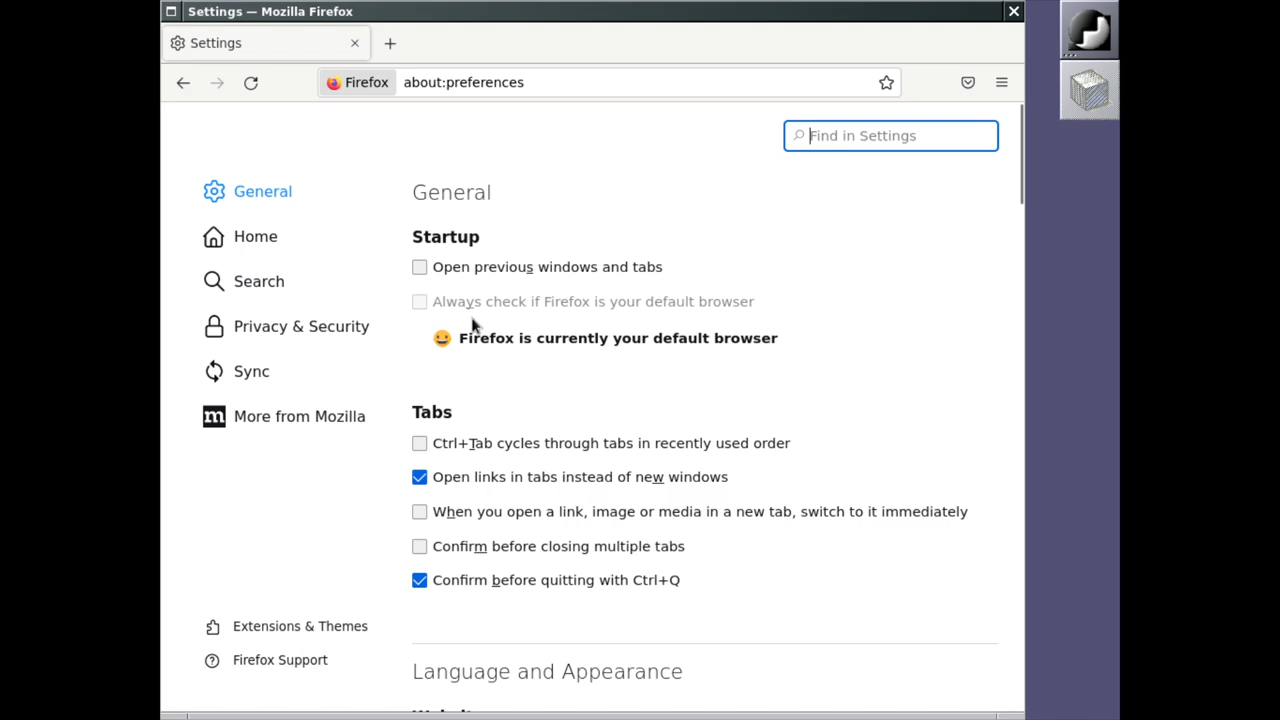 Settings — Mozilla Firefox
Settings
Firefox about:preferences
Find in Settings
General
Home
Search
Privacy & Security
Sync
More from Mozilla
Extensions & Themes
Firefox Support
General
Startup
Open previous windows and tabs
Always check if Firefox is your default browser
Firefox is currently your default browser
Tabs
Ctrl+Tab cycles through tabs in recently used order
Open links in tabs instead of new windows
When you open a link, image or media in a new tab, switch to it immediately
Confirm before closing multiple tabs
Confirm before quitting with Ctrl+Q
Language and Appearance